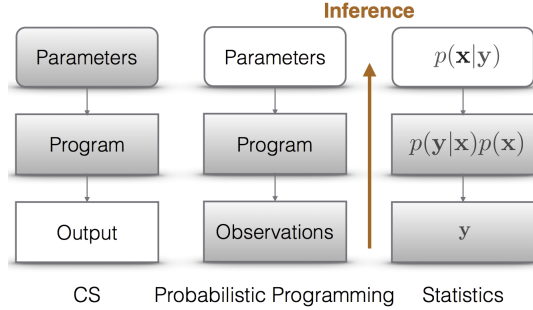 Inference
Parameters
Parameters
p(x|y)
Program
Program
p(y|x)p(x)
Output
Observations
y
CS
Probabilistic Programming
Statistics